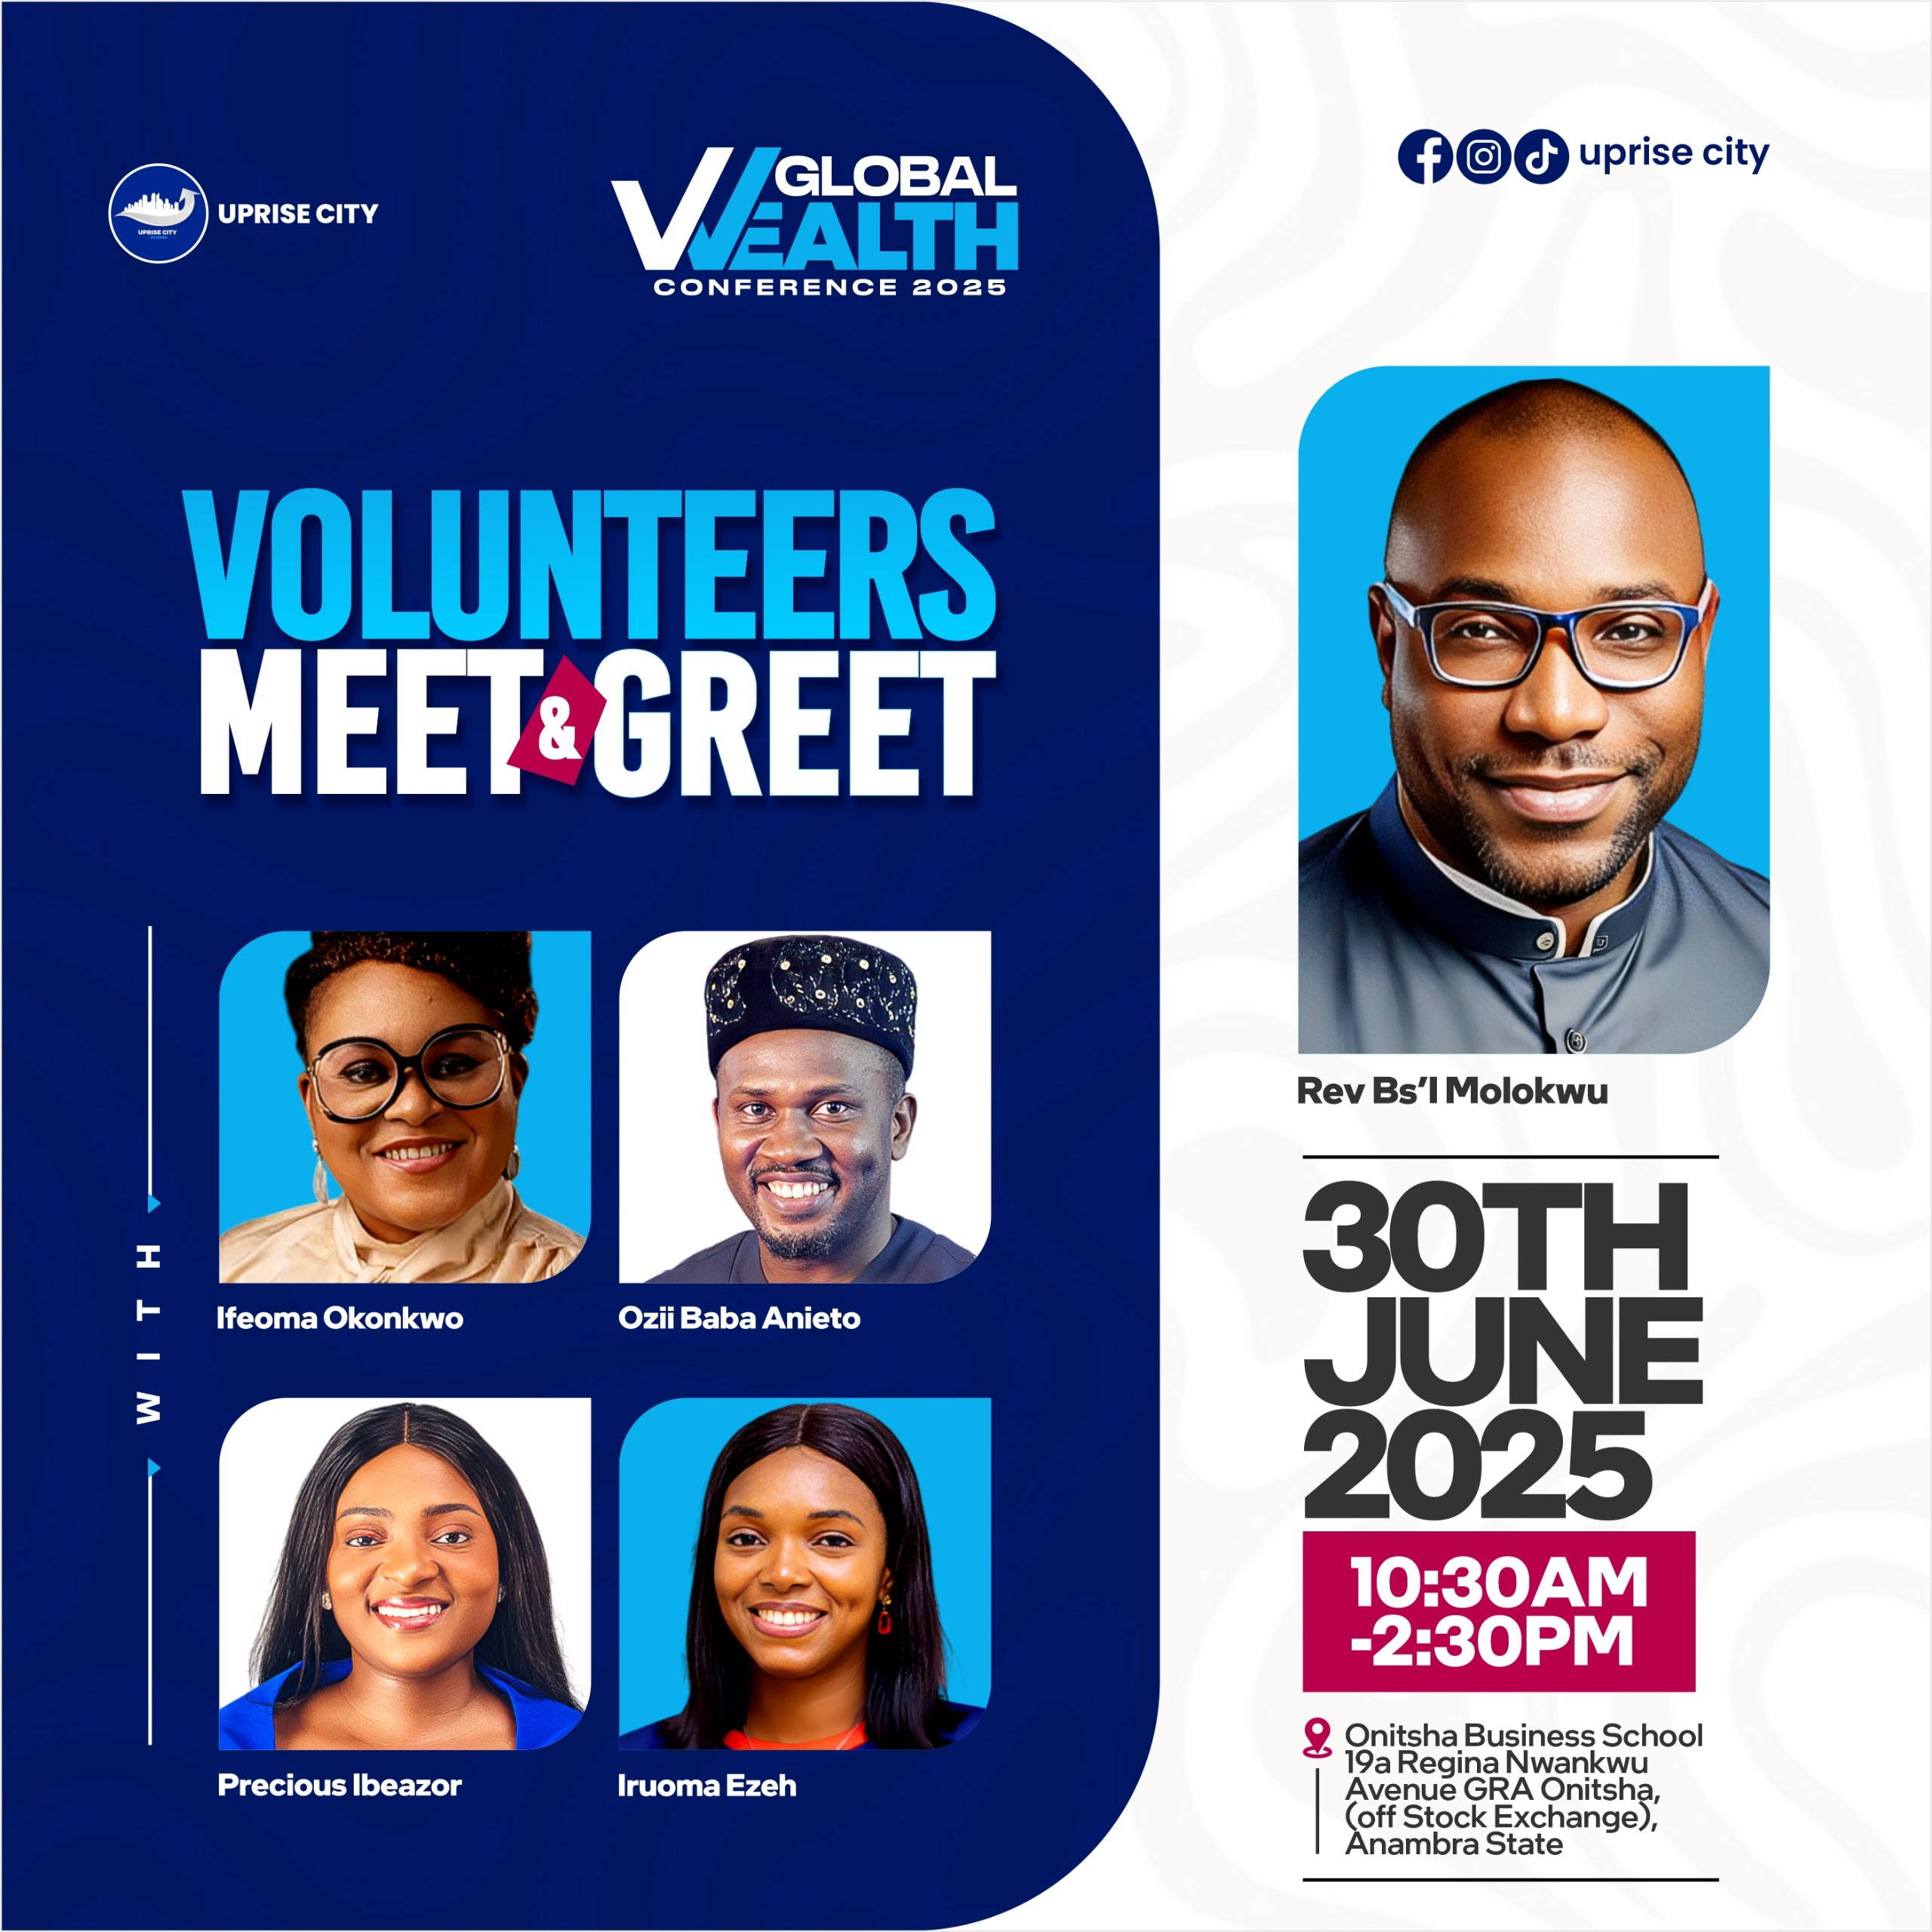 UPRISE CITY
UPRISE CITY
GLOBAL
WEALTH
CONFERENCE 2025
uprise city
VOLUNTEERS
MEET & GREET
WITH
Ifeoma Okonkwo
Ozii Baba Anieto
Precious Ibeazor
Iruoma Ezeh
Rev Bs’l Molokwu
30TH
JUNE
2025
10:30AM
-2:30PM
Onitsha Business School
19a Regina Nwankwu
Avenue GRA Onitsha,
(off Stock Exchange),
Anambra State